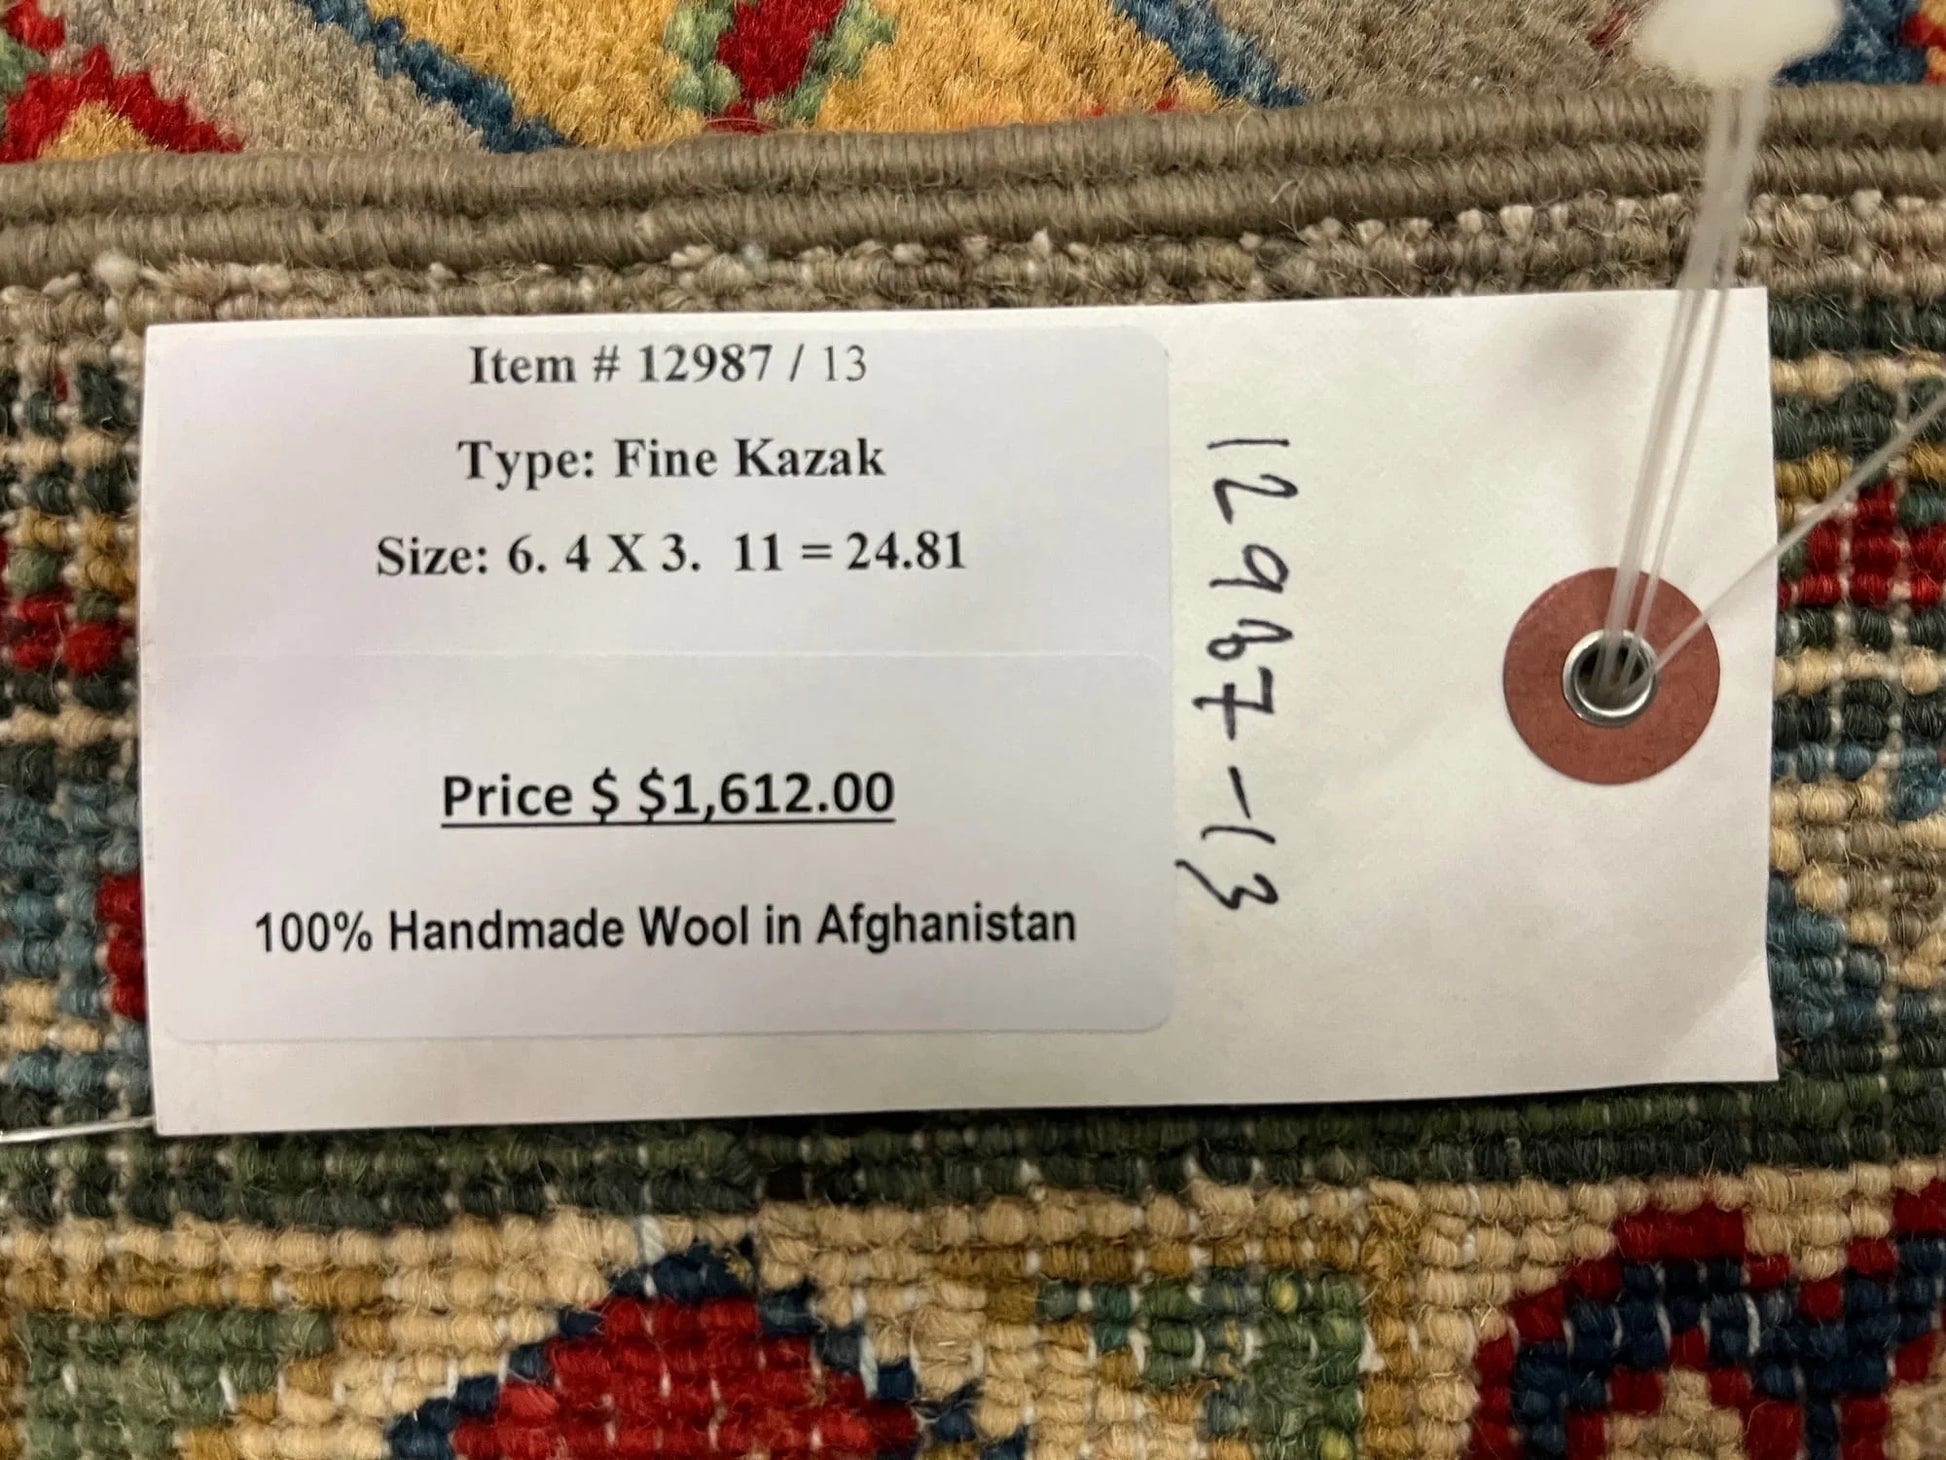 Item # 12987 / 13
Type: Fine Kazak
Size: 6. 4 X 3. 11 = 24.81
Price $ $1,612.00
100% Handmade Wool in Afghanistan
12987-13